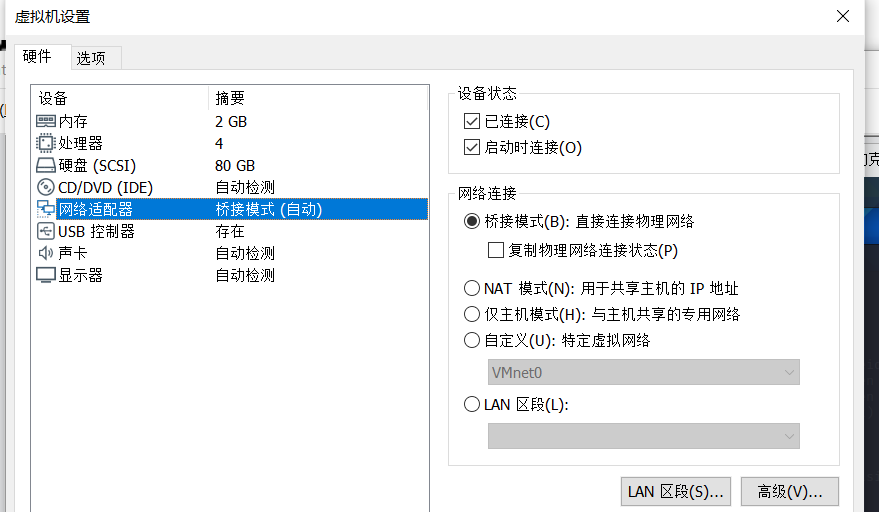 虚拟机设置
硬件 选项
设备 摘要
内存 2 GB
处理器 4
硬盘 (SCSI) 80 GB
CD/DVD (IDE) 自动检测
网络适配器 桥接模式 (自动)
USB 控制器 存在
声卡 自动检测
显示器 自动检测
设备状态
已连接(C)
启动时连接(O)
网络连接
桥接模式(B): 直接连接物理网络
复制物理网络连接状态(P)
NAT 模式(N): 用于共享主机的 IP 地址
仅主机模式(H): 与主机共享的专用网络
自定义(U): 特定虚拟网络
VMnet0
LAN 区段(L):
LAN 区段(S)... 高级(V)...